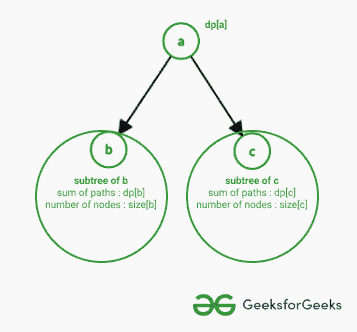 a
dp[a]
b
subtree of b
sum of paths : dp[b]
number of nodes : size[b]
c
subtree of c
sum of paths : dp[c]
number of nodes : size[c]
GeeksforGeeks